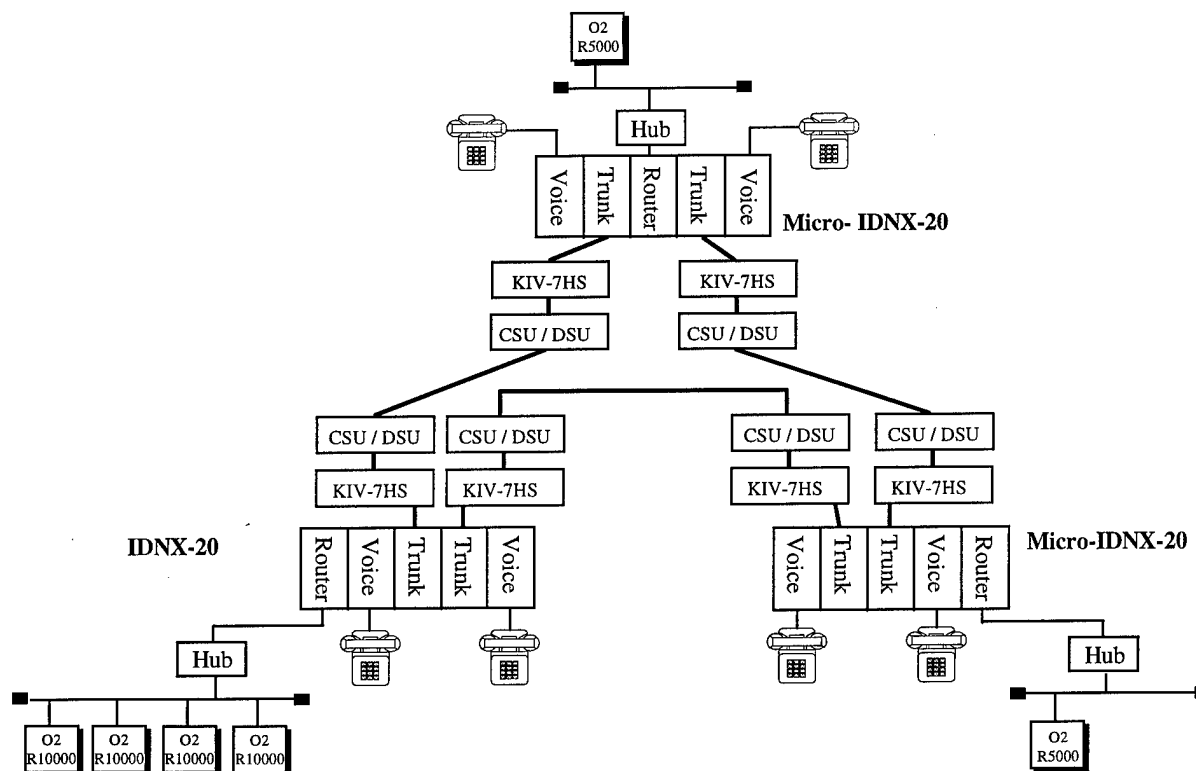 O2
R5000
Hub
Voice
Trunk
Router
Trunk
Voice
Micro- IDNX-20
KIV-7HS
KIV-7HS
CSU / DSU
CSU / DSU
CSU / DSU
CSU / DSU
CSU / DSU
CSU / DSU
KIV-7HS
KIV-7HS
KIV-7HS
KIV-7HS
IDNX-20
Router
Voice
Trunk
Trunk
Voice
Voice
Trunk
Trunk
Voice
Router
Micro-IDNX-20
Hub
Hub
O2
R10000
O2
R10000
O2
R10000
O2
R10000
O2
R5000